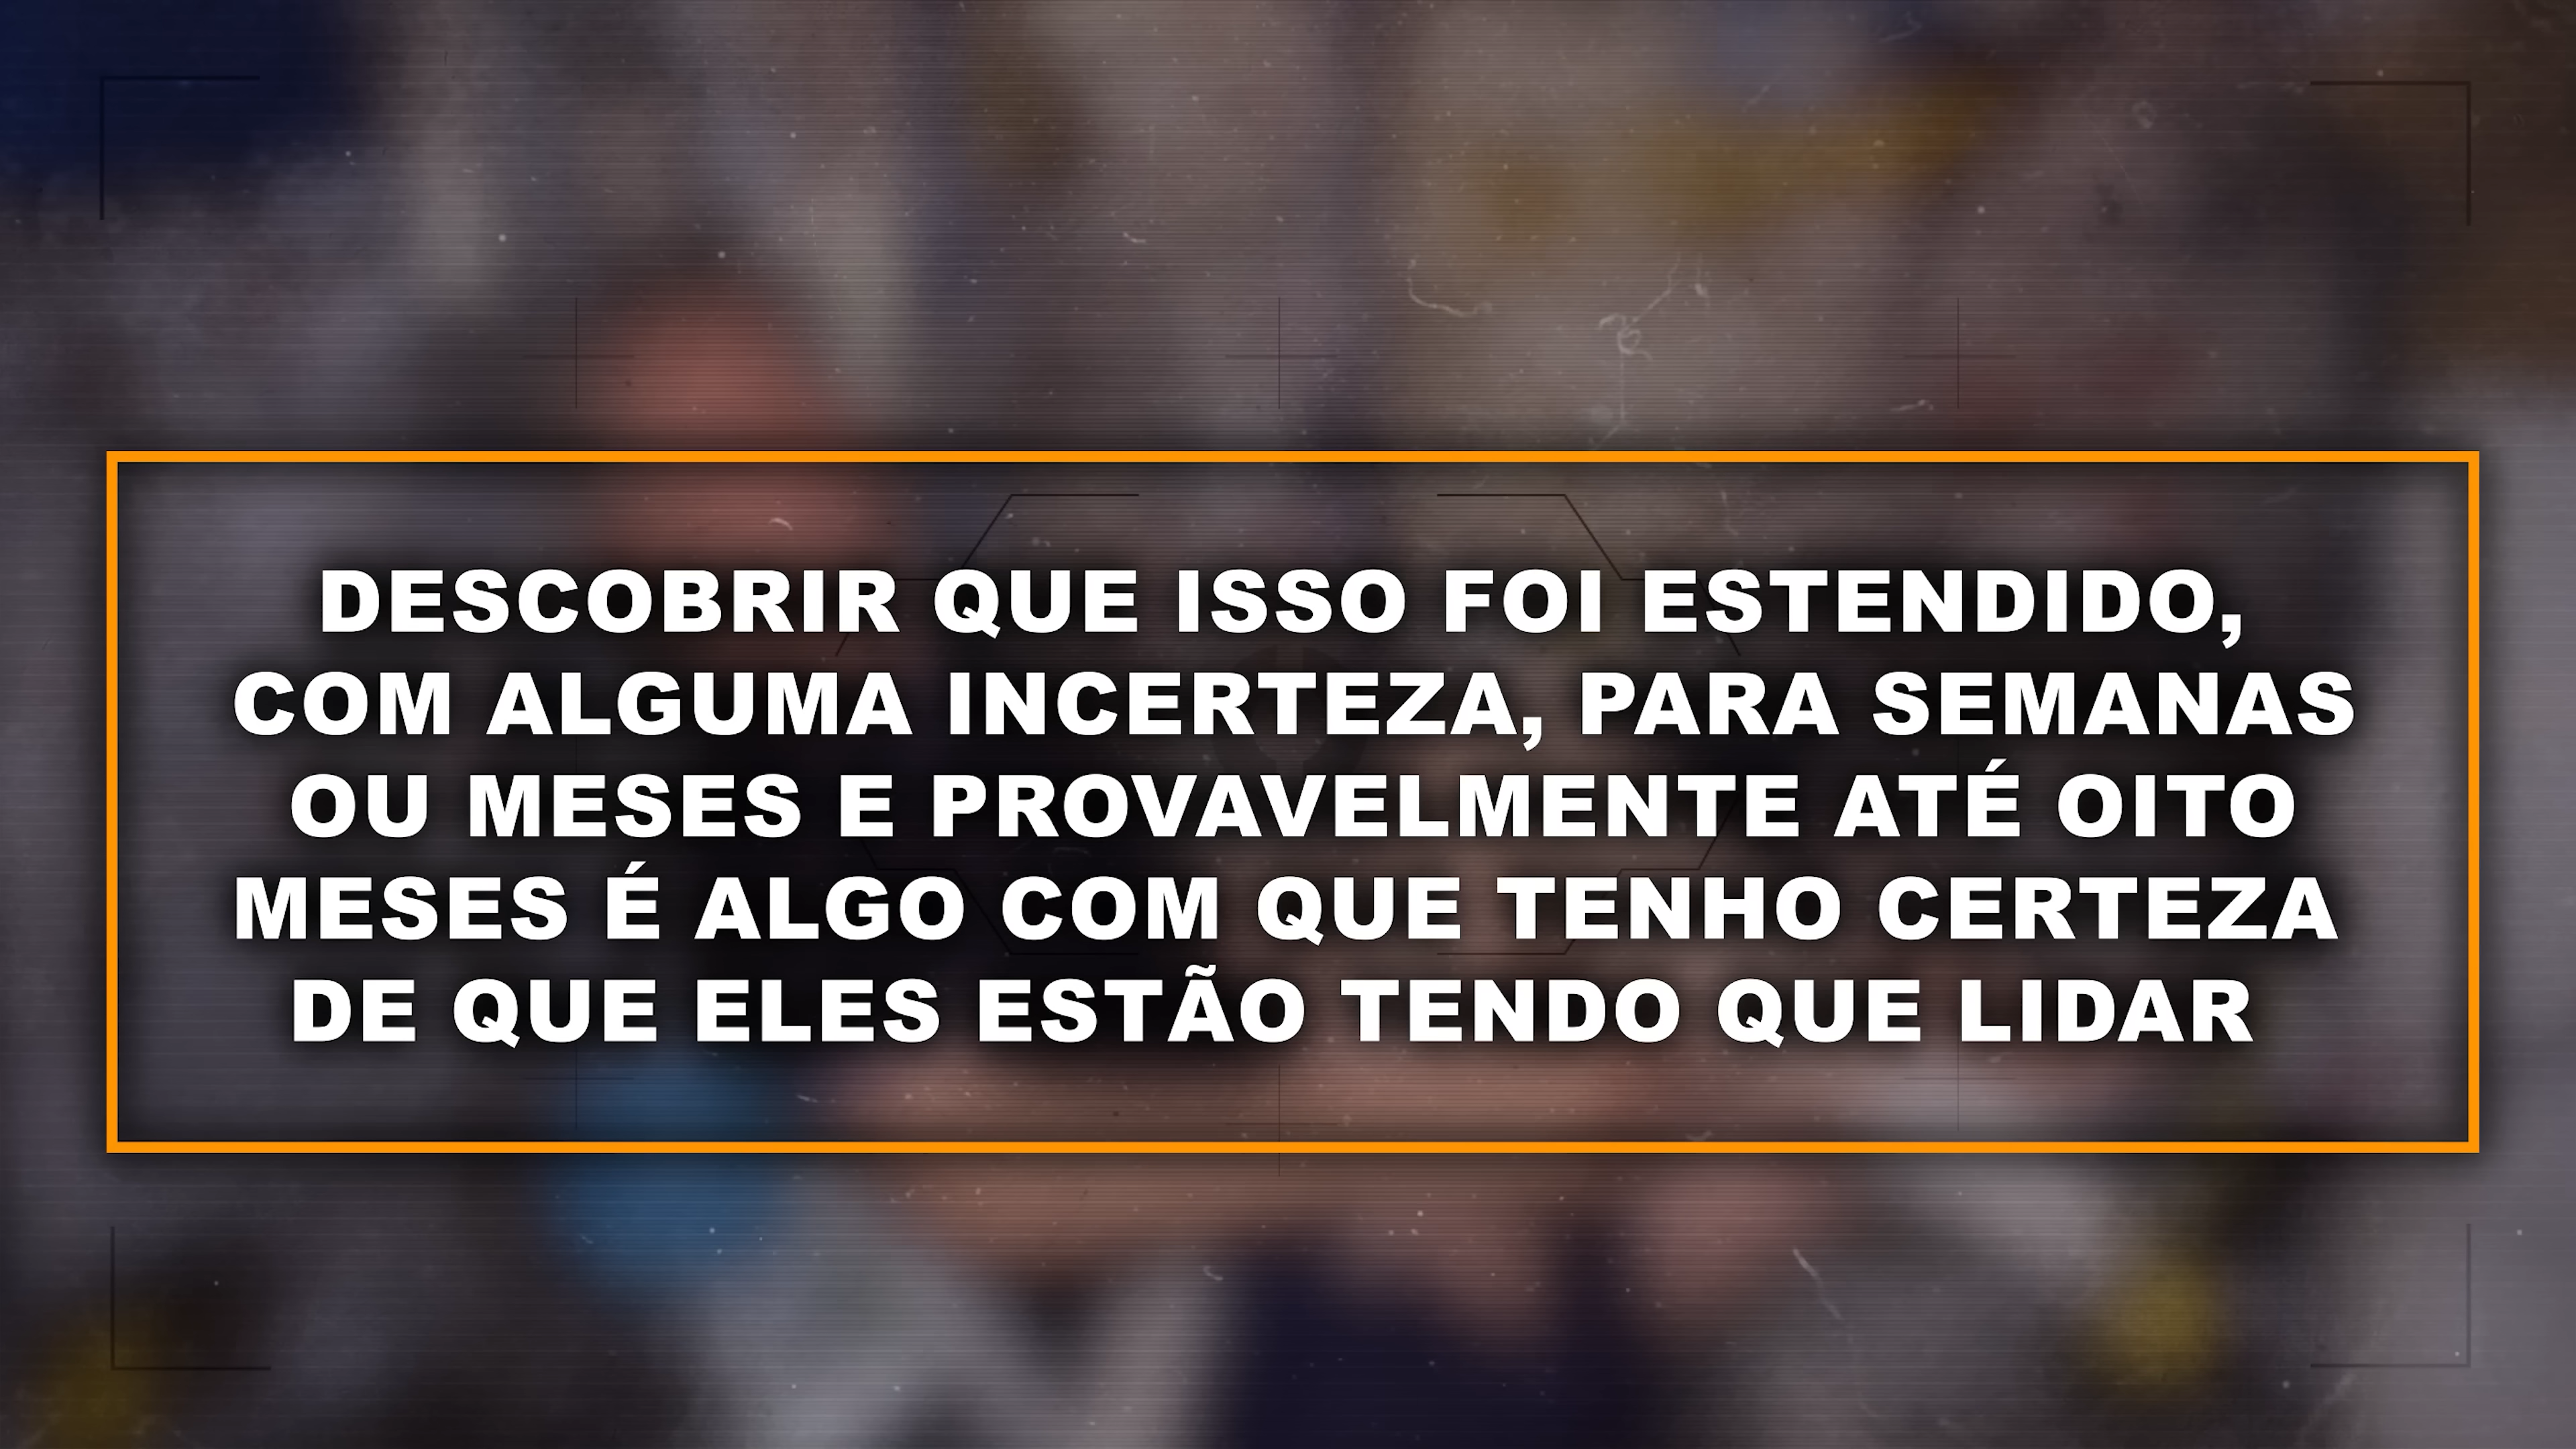 DESCOBRIR QUE ISSO FOI ESTENDIDO,
COM ALGUMA INCERTEZA, PARA SEMANAS
OU MESES E PROVAVELMENTE ATÉ OITO
MESES É ALGO COM QUE TENHO CERTEZA
DE QUE ELES ESTÃO TENDO QUE LIDAR